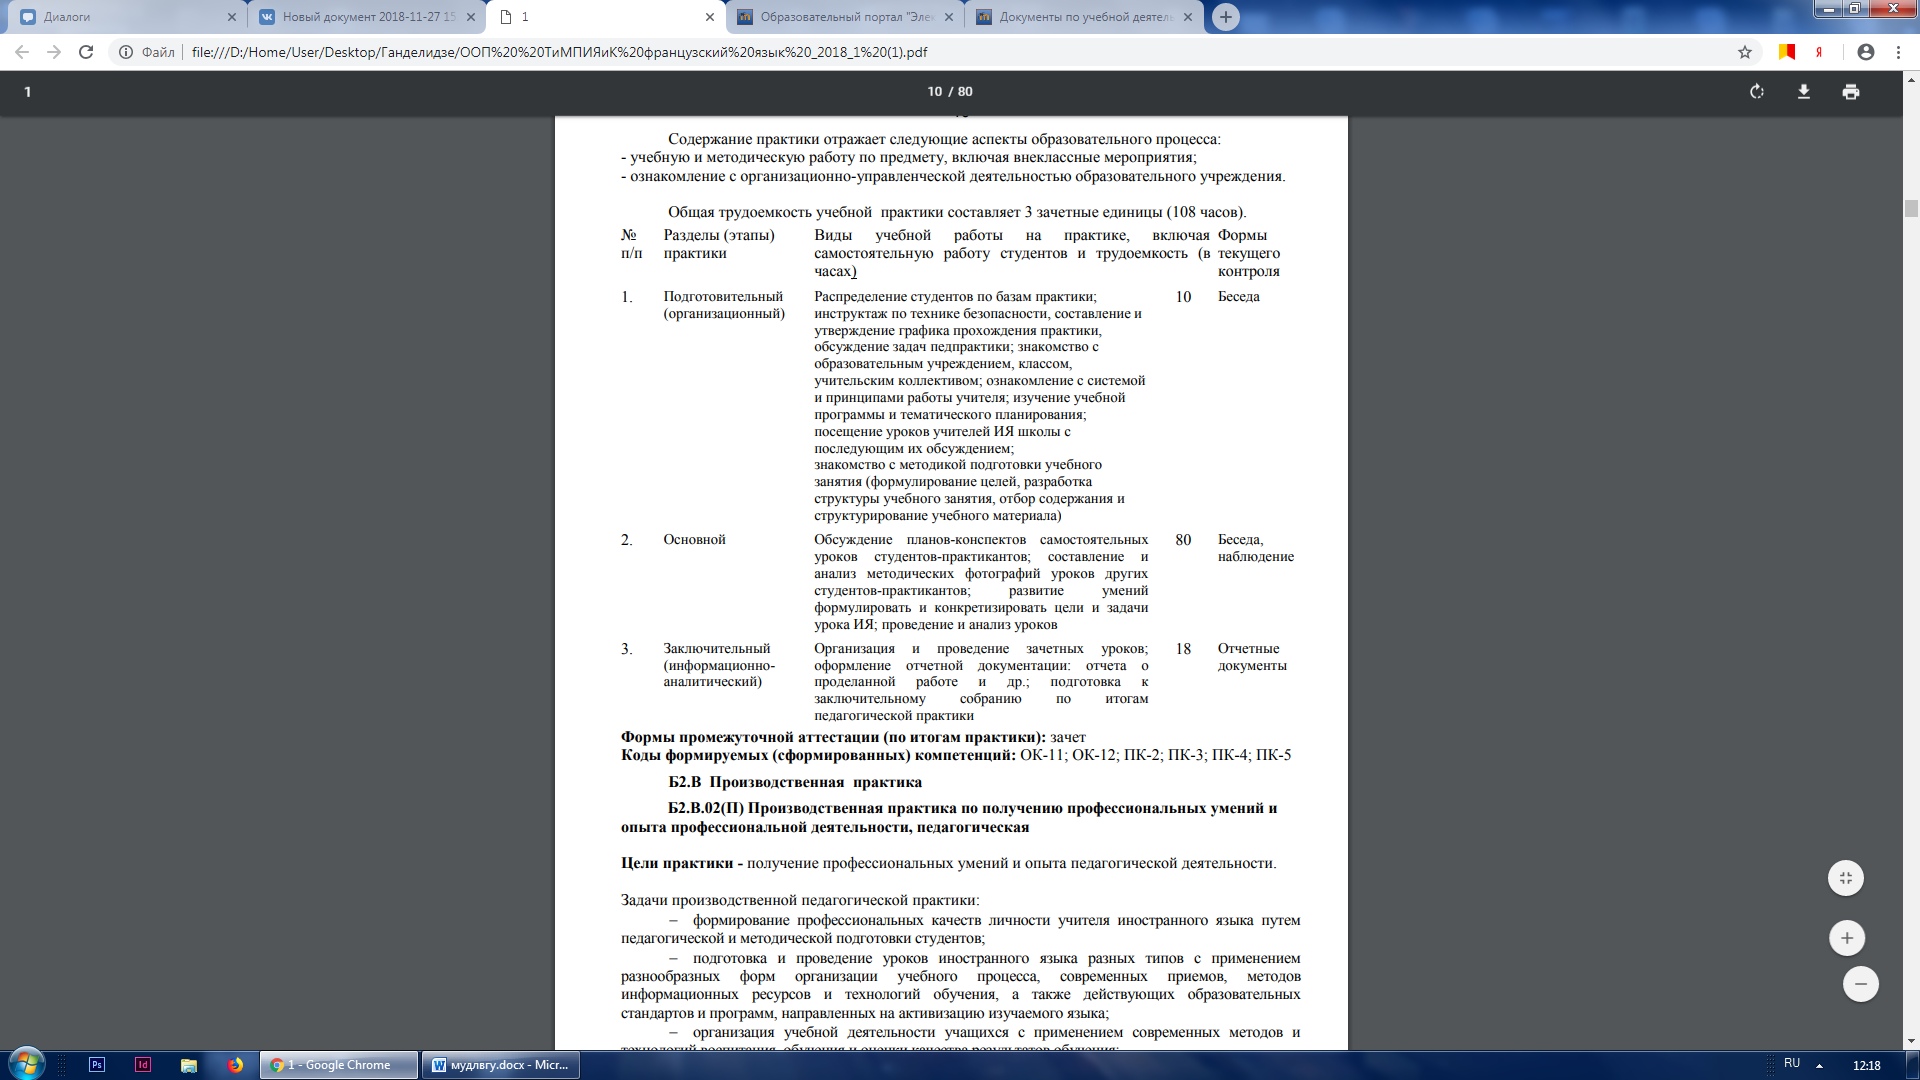 Диалоги
Новый документ 2018-11-27 15
1
Образовательный портал "Эле
Документы по учебной деятель
Файл
file:///D:/Home/User/Desktop/Ганделидзе/ООП%20%20ТиМПИЯиК%20французский%20язык%20_2018_1%20(1).pdf
1
10 / 80
Содержание практики отражает следующие аспекты образовательного процесса:
- учебную и методическую работу по предмету, включая внеклассные мероприятия;
- ознакомление с организационно-управленческой деятельностью образовательного учреждения.
Общая трудоемкость учебной практики составляет 3 зачетные единицы (108 часов).
№ п/п
Разделы (этапы) практики
Виды учебной работы на практике, включая
самостоятельную работу студентов и трудоемкость (в
часах)
Формы
текущего
контроля
1.
Подготовительный
(организационный)
Распределение студентов по базам практики;
инструктаж по технике безопасности, составление и
утверждение графика прохождения практики,
обсуждение задач педпрактики; знакомство с
образовательным учреждением, классом,
учительским коллективом; ознакомление с системой
и принципами работы учителя; изучение учебной
программы и тематического планирования;
посещение уроков учителей ИЯ школы с
последующим их обсуждением;
знакомство с методикой подготовки учебного
занятия (формулирование целей, разработка
структуры учебного занятия, отбор содержания и
структурирование учебного материала)
10
Беседа
2.
Основной
Обсуждение планов-конспектов самостоятельных
уроков студентов-практикантов; составление и
анализ методических фотографий уроков других
студентов-практикантов; развитие умений
формулировать и конкретизировать цели и задачи
урока ИЯ; проведение и анализ уроков
80
Беседа,
наблюдение
3.
Заключительный
(информационно-
аналитический)
Организация и проведение зачетных уроков;
оформление отчетной документации: отчета о
проделанной работе и др.; подготовка к
заключительному собранию по итогам
педагогической практики
18
Отчетные
документы
Формы промежуточной аттестации (по итогам практики): зачет
Коды формируемых (сформированных) компетенций: ОК-11; ОК-12; ПК-2; ПК-3; ПК-4; ПК-5
Б2.В Производственная практика
Б2.В.02(П) Производственная практика по получению профессиональных умений и
опыта профессиональной деятельности, педагогическая
Цели практики - получение профессиональных умений и опыта педагогической деятельности.
Задачи производственной педагогической практики:
– формирование профессиональных качеств личности учителя иностранного языка путем
педагогической и методической подготовки студентов;
– подготовка и проведение уроков иностранного языка разных типов с применением
разнообразных форм организации учебного процесса, современных приемов, методов
информационных ресурсов и технологий обучения, а также действующих образовательных
стандартов и программ, направленных на активизацию изучаемого языка;
– организация учебной деятельности учащихся с применением современных методов и
технологий воспитания, обучения и оценки качества результатов обучения;
Ps
Id
1 - Google Chrome
мудлвгу.docx - Micr...
RU
12:18